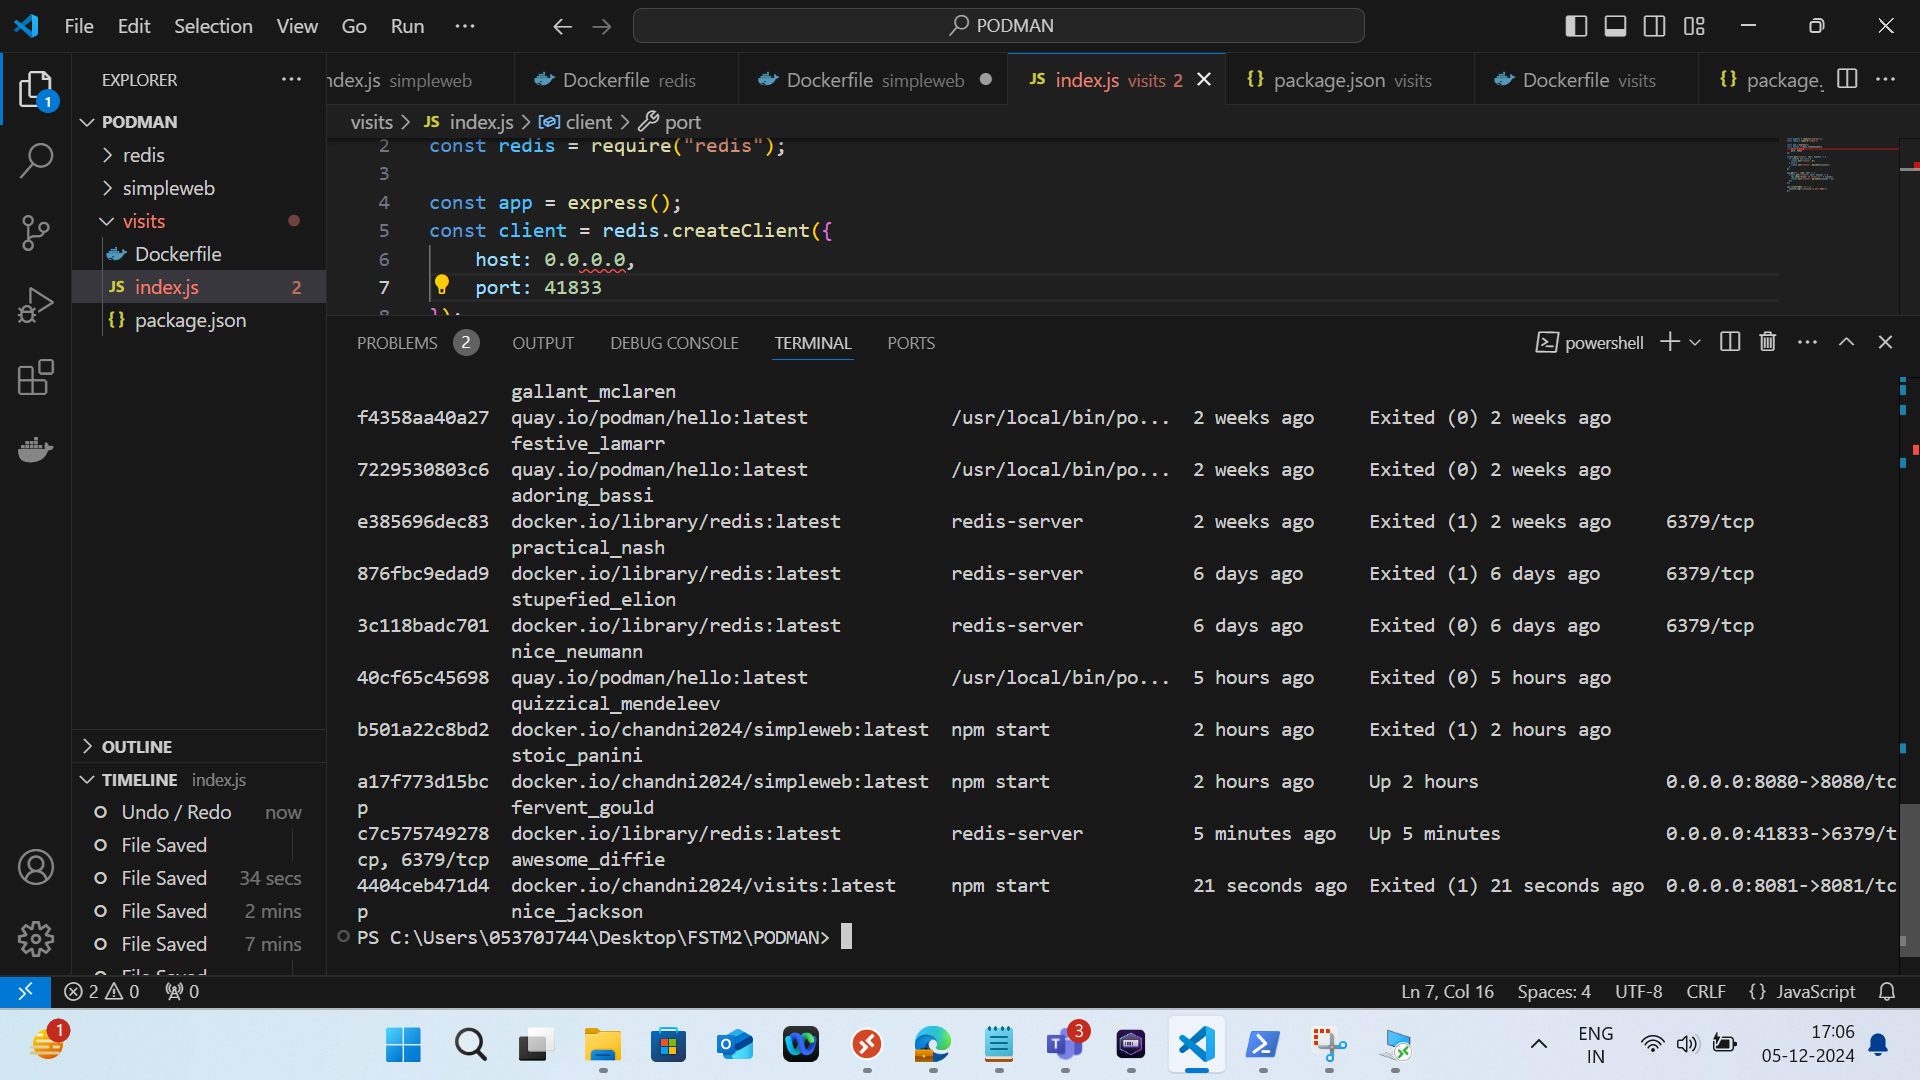 File Edit Selection View Go Run ···
PODMAN
1
EXPLORER ···
PODMAN
redis
simpleweb
visits
Dockerfile
JS index.js 2
{} package.json
OUTLINE
TIMELINE index.js
Undo / Redo now
File Saved
File Saved 34 secs
File Saved 2 mins
File Saved 7 mins
ndex.js simpleweb
Dockerfile redis
Dockerfile simpleweb
JS index.js visits 2
{} package.json visits
Dockerfile visits
{} package.
visits > JS index.js > client > port
2 const redis = require("redis");
3
4 const app = express();
5 const client = redis.createClient({
6 host: 0.0.0.0,
7 port: 41833
8 });
PROBLEMS 2 OUTPUT DEBUG CONSOLE TERMINAL PORTS
powershell
gallant_mclaren
f4358aa40a27 quay.io/podman/hello:latest /usr/local/bin/po... 2 weeks ago Exited (0) 2 weeks ago
festive_lamarr
7229530803c6 quay.io/podman/hello:latest /usr/local/bin/po... 2 weeks ago Exited (0) 2 weeks ago
adoring_bassi
e385696dec83 docker.io/library/redis:latest redis-server 2 weeks ago Exited (1) 2 weeks ago 6379/tcp
practical_nash
876fbc9edad9 docker.io/library/redis:latest redis-server 6 days ago Exited (1) 6 days ago 6379/tcp
stupefied_elion
3c118badc701 docker.io/library/redis:latest redis-server 6 days ago Exited (0) 6 days ago 6379/tcp
nice_neumann
40cf65c45698 quay.io/podman/hello:latest /usr/local/bin/po... 5 hours ago Exited (0) 5 hours ago
quizzical_mendeleev
b501a22c8bd2 docker.io/chandni2024/simpleweb:latest npm start 2 hours ago Exited (1) 2 hours ago
stoic_panini
a17f773d15bc docker.io/chandni2024/simpleweb:latest npm start 2 hours ago Up 2 hours 0.0.0.0:8080->8080/tc
p fervent_gould
c7c575749278 docker.io/library/redis:latest redis-server 5 minutes ago Up 5 minutes 0.0.0.0:41833->6379/t
cp, 6379/tcp awesome_diffie
4404ceb471d4 docker.io/chandni2024/visits:latest npm start 21 seconds ago Exited (1) 21 seconds ago 0.0.0.0:8081->8081/tc
p nice_jackson
PS C:\Users\05370J744\Desktop\FSTM2\PODMAN>
2 0 0
Ln 7, Col 16 Spaces: 4 UTF-8 CRLF {} JavaScript
1
3
ENG
IN
17:06
05-12-2024